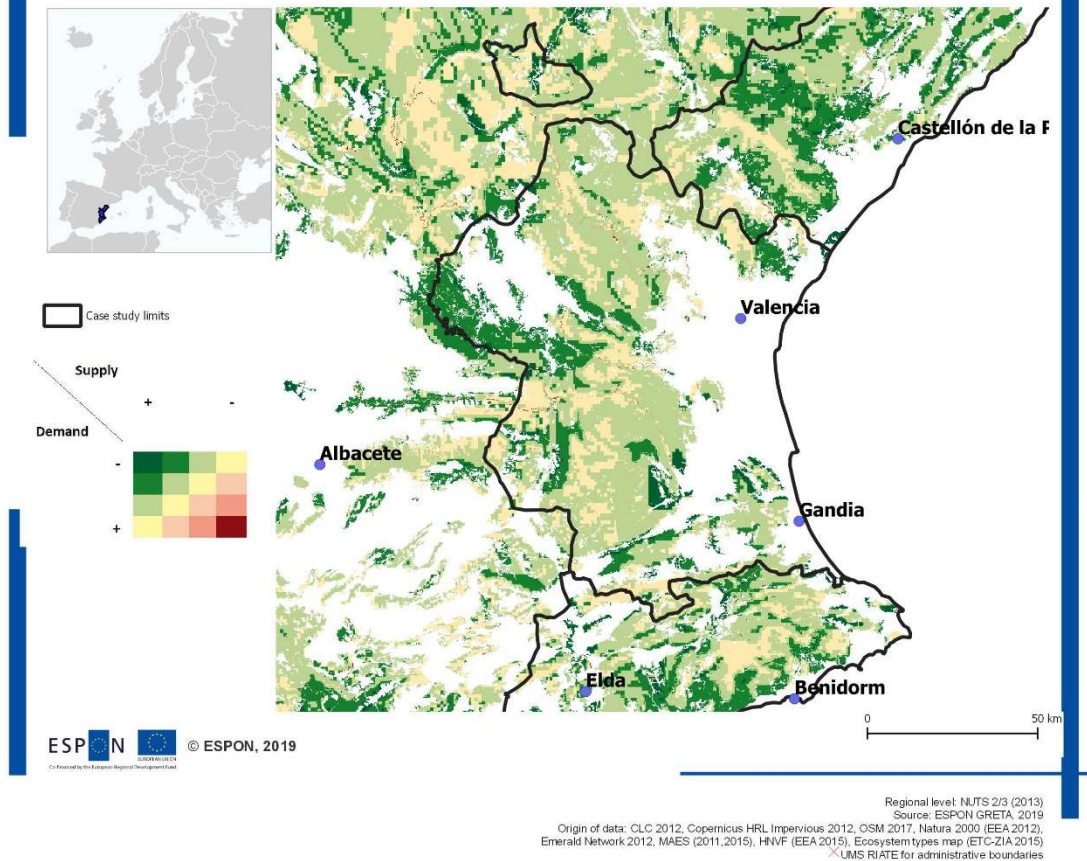 Castellón de la P
Valencia
Case study limits
Supply
+ -
Demand
-
+
Albacete
Gandia
Elda
Benidorm
0 50 km
ESPON
EUROPEAN UNION
Co-financed by the European Regional Development Fund
© ESPON, 2019
Regional level: NUTS 2/3 (2013)
Source: ESPON GRETA, 2019
Origin of data: CLC 2012, Copernicus HRL Impervious 2012, OSM 2017, Natura 2000 (EEA 2012),
Emerald Network 2012, MAES (2011,2015), HNVF (EEA 2015), Ecosystem types map (ETC-ZIA 2015)
UMS RIATE for administrative boundaries